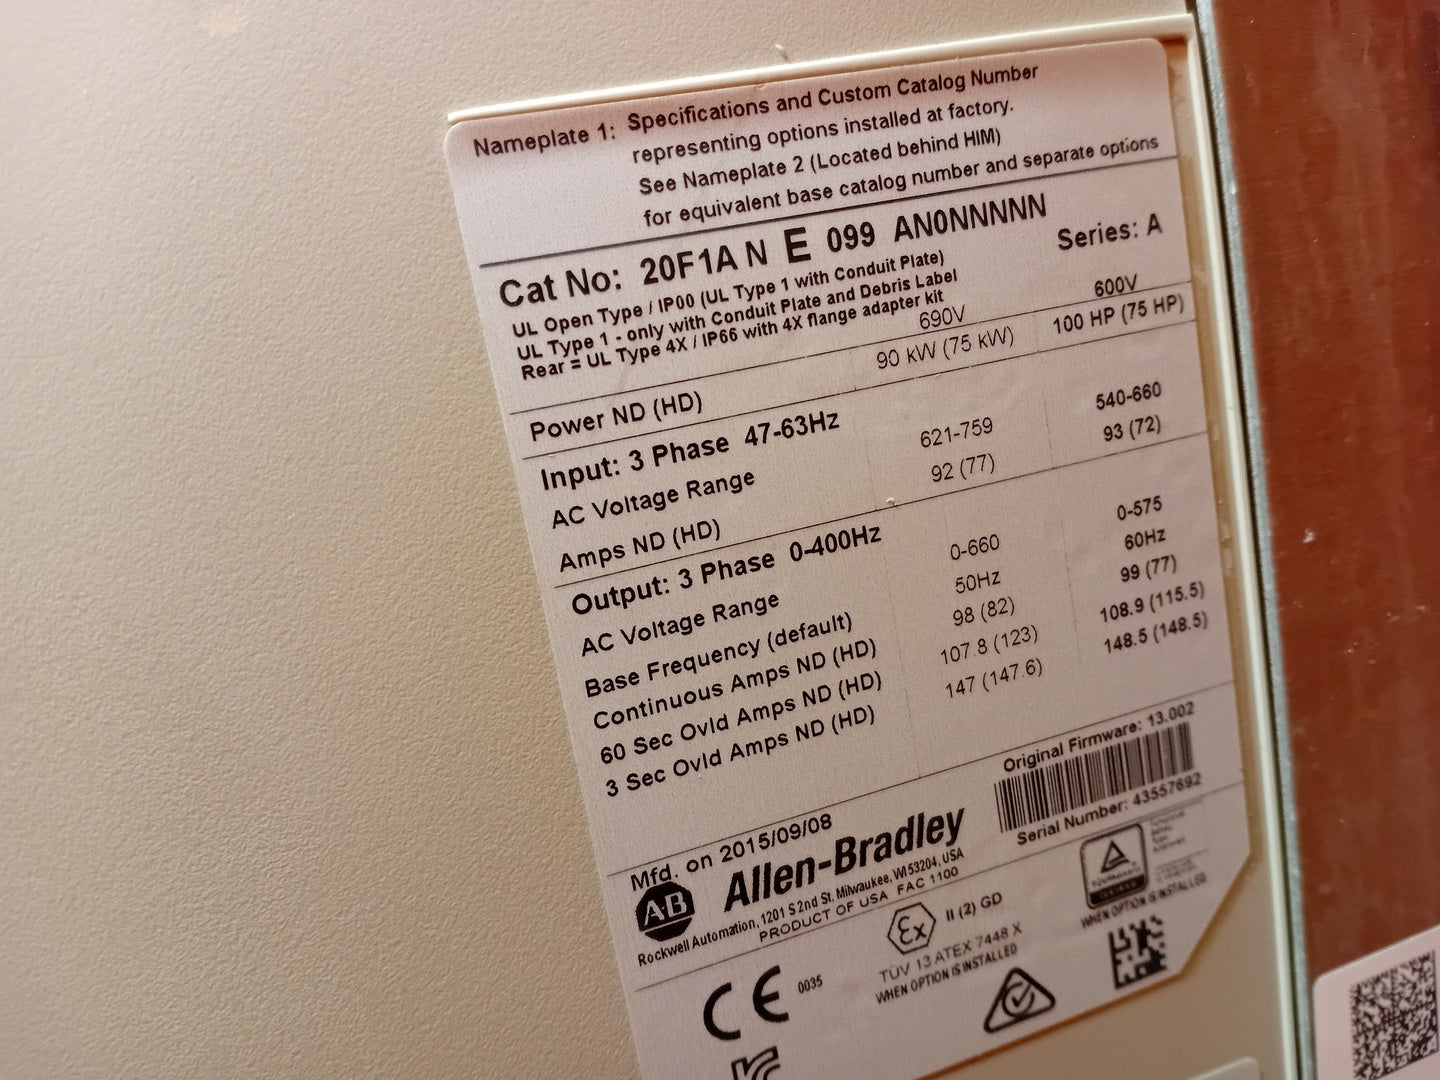 Nameplate 1: Specifications and Custom Catalog Number
representing options installed at factory.
See Nameplate 2 (Located behind HIM)
for equivalent base catalog number and separate options
Cat No: 20F1A N E 099 AN0NNNNN
Series: A
UL Open Type / IP00 (UL Type 1 with Conduit Plate)
UL Type 1 - only with Conduit Plate and Debris Label
Rear = UL Type 4X / IP66 with 4X flange adapter kit
690V 600V
Power ND (HD) 90 kW (75 kW) 100 HP (75 HP)
Input: 3 Phase 47-63Hz
AC Voltage Range 621-759 540-660
Amps ND (HD) 92 (77) 93 (72)
Output: 3 Phase 0-400Hz
AC Voltage Range 0-660 0-575
Base Frequency (default) 50Hz 60Hz
Continuous Amps ND (HD) 98 (82) 99 (77)
60 Sec Ovld Amps ND (HD) 107.8 (123) 108.9 (115.5)
3 Sec Ovld Amps ND (HD) 147 (147.6) 148.5 (148.5)
Original Firmware: 13.002
Serial Number: 43557692
Mfd. on 2015/09/08
AB Allen-Bradley
Rockwell Automation, 1201 S 2nd St. Milwaukee, WI 53204, USA
PRODUCT OF USA FAC 1100
CE 0035
Ex II (2) GD
TÜV 13 ATEX 7448 X
WHEN OPTION IS INSTALLED
WHEN OPTION IS INSTALLED